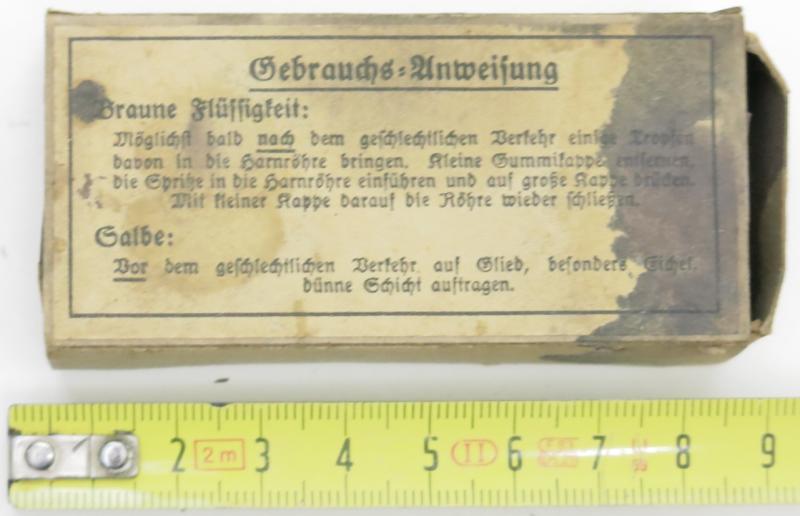 Gebrauchs-Anweisung
Braune Flüssigkeit:
Möglichst bald nach dem geschlechtlichen Verkehr einige Tropfen
davon in die Harnröhre bringen. Kleine Gummikappe entfernen,
die Spritze in die Harnröhre einführen und auf große Kappe drücken.
Mit kleiner Kappe darauf die Röhre wieder schließen.
Salbe:
Vor dem geschlechtlichen Verkehr auf Glied, besonders Eichel,
dünne Schicht auftragen.
1 2 2 m 3 4 5 II 6 7 8 9